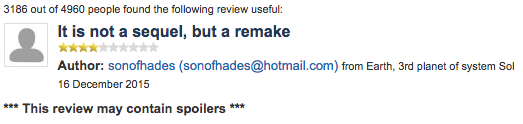 3186 out of 4960 people found the following review useful:
It is not a sequel, but a remake
Author: sonofhades (sonofhades@hotmail.com) from Earth, 3rd planet of system Sol
16 December 2015
*** This review may contain spoilers ***